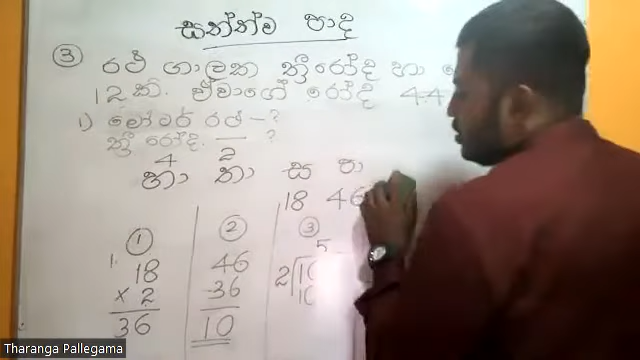 සත්ත්ව පාද
③ රථ ගාලක ත්‍රීරෝද හා
12 කි. ඒවාගේ රෝද 44
1) මෝටර් රථ — ?
ත්‍රී රෝද. — ?
4 2
හා තා ස පා
18 46
① ② ③
18 46 5
× 2 -36 2 10
36 10 10
Tharanga Pallegama